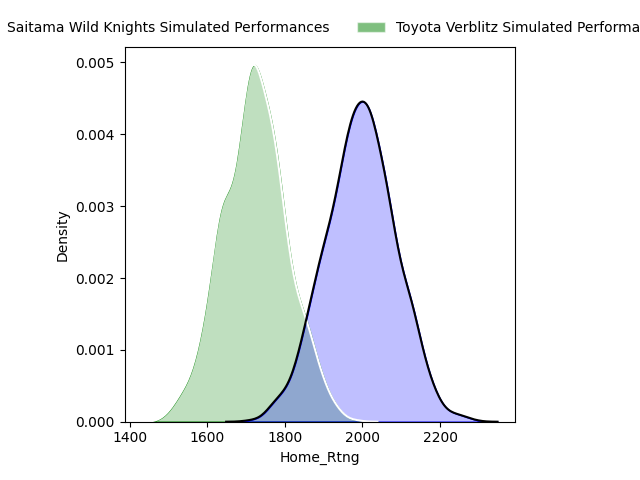 Saitama Wild Knights Simulated Performances
Toyota Verblitz Simulated Performa
0.005
0.004
0.003
0.002
0.001
0.000
Density
1400 1600 1800 2000 2200
Home_Rtng